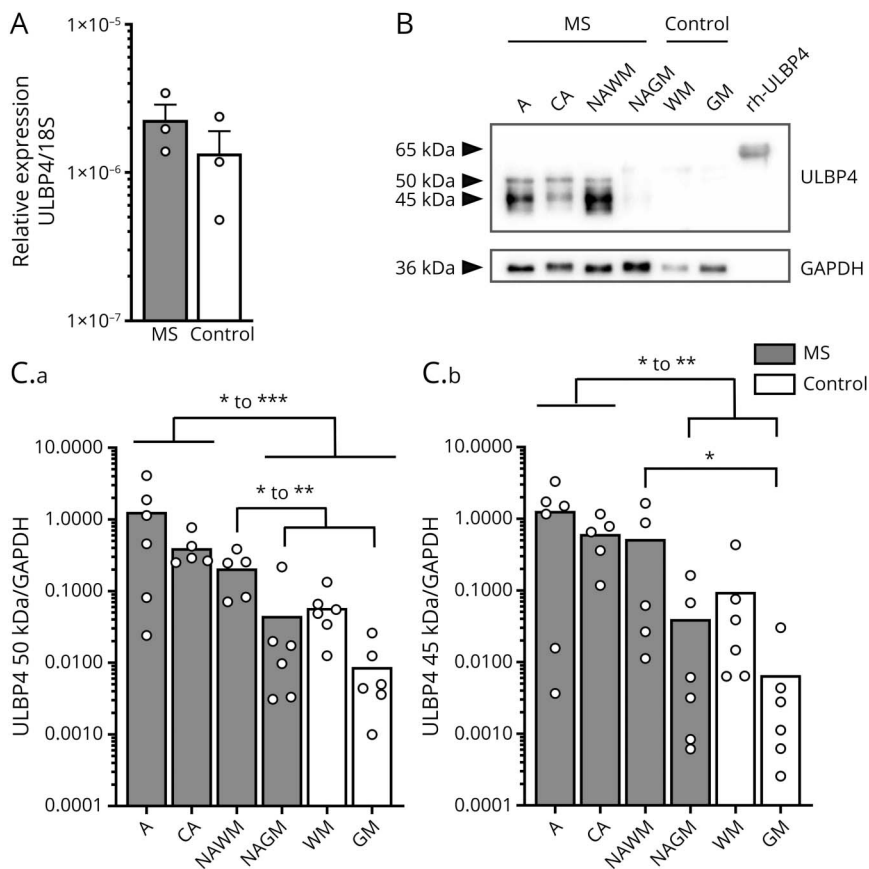 A
Relative expression
ULBP4/18S
1×10⁻⁵
1×10⁻⁶
1×10⁻⁷
MS
Control
B
MS
Control
A
CA
NAWM
NAGM
WM
GM
rh-ULBP4
65 kDa
50 kDa
45 kDa
ULBP4
36 kDa
GAPDH
MS
Control
C.a
* to ***
* to **
ULBP4 50 kDa/GAPDH
10.0000
1.0000
0.1000
0.0100
0.0010
0.0001
A
CA
NAWM
NAGM
WM
GM
C.b
* to **
*
ULBP4 45 kDa/GAPDH
10.0000
1.0000
0.1000
0.0100
0.0010
0.0001
A
CA
NAWM
NAGM
WM
GM